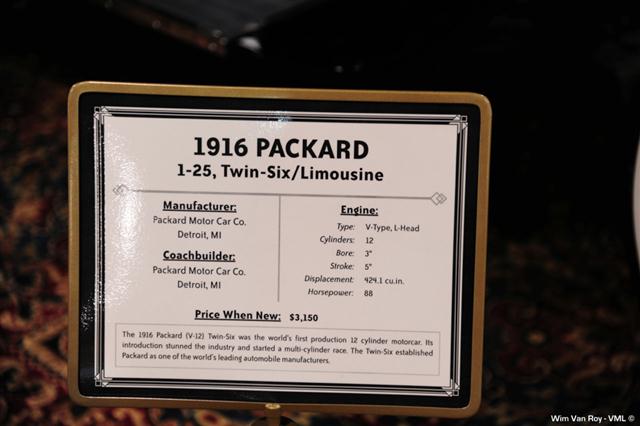 1916 PACKARD
1-25, Twin-Six/Limousine
Manufacturer:
Packard Motor Car Co.
Detroit, MI
Coachbuilder:
Packard Motor Car Co.
Detroit, MI
Engine:
Type: V-Type, L-Head
Cylinders: 12
Bore: 3"
Stroke: 5"
Displacement: 424.1 cu.in.
Horsepower: 88
Price When New: $3,150
The 1916 Packard (V-12) Twin-Six was the world's first production 12 cylinder motorcar. Its
introduction stunned the industry and started a multi-cylinder race. The Twin-Six established
Packard as one of the world's leading automobile manufacturers.
Wim Van Roy - VML ©